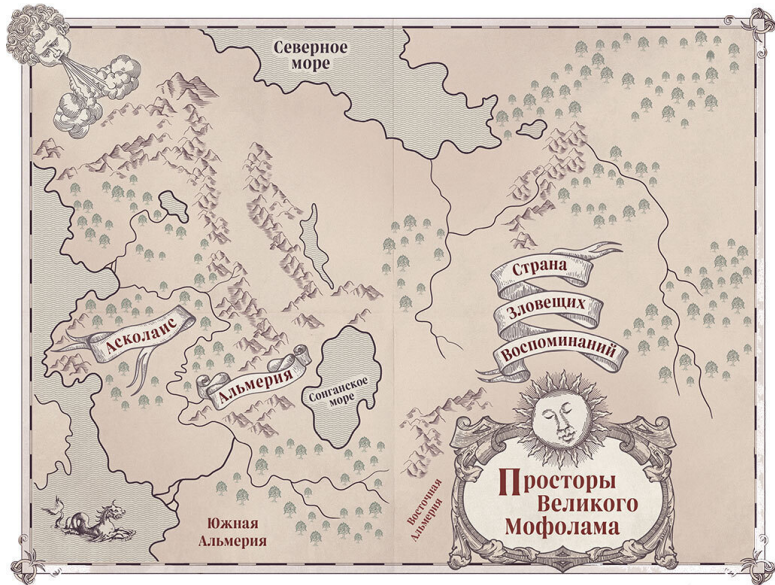 Северное
море
Страна
Зловещих
Воспоминаний
Асколаис
Альмерия
Сонганское
море
Восточная
Альмерия
Южная
Альмерия
Просторы
Великого
Мофолама